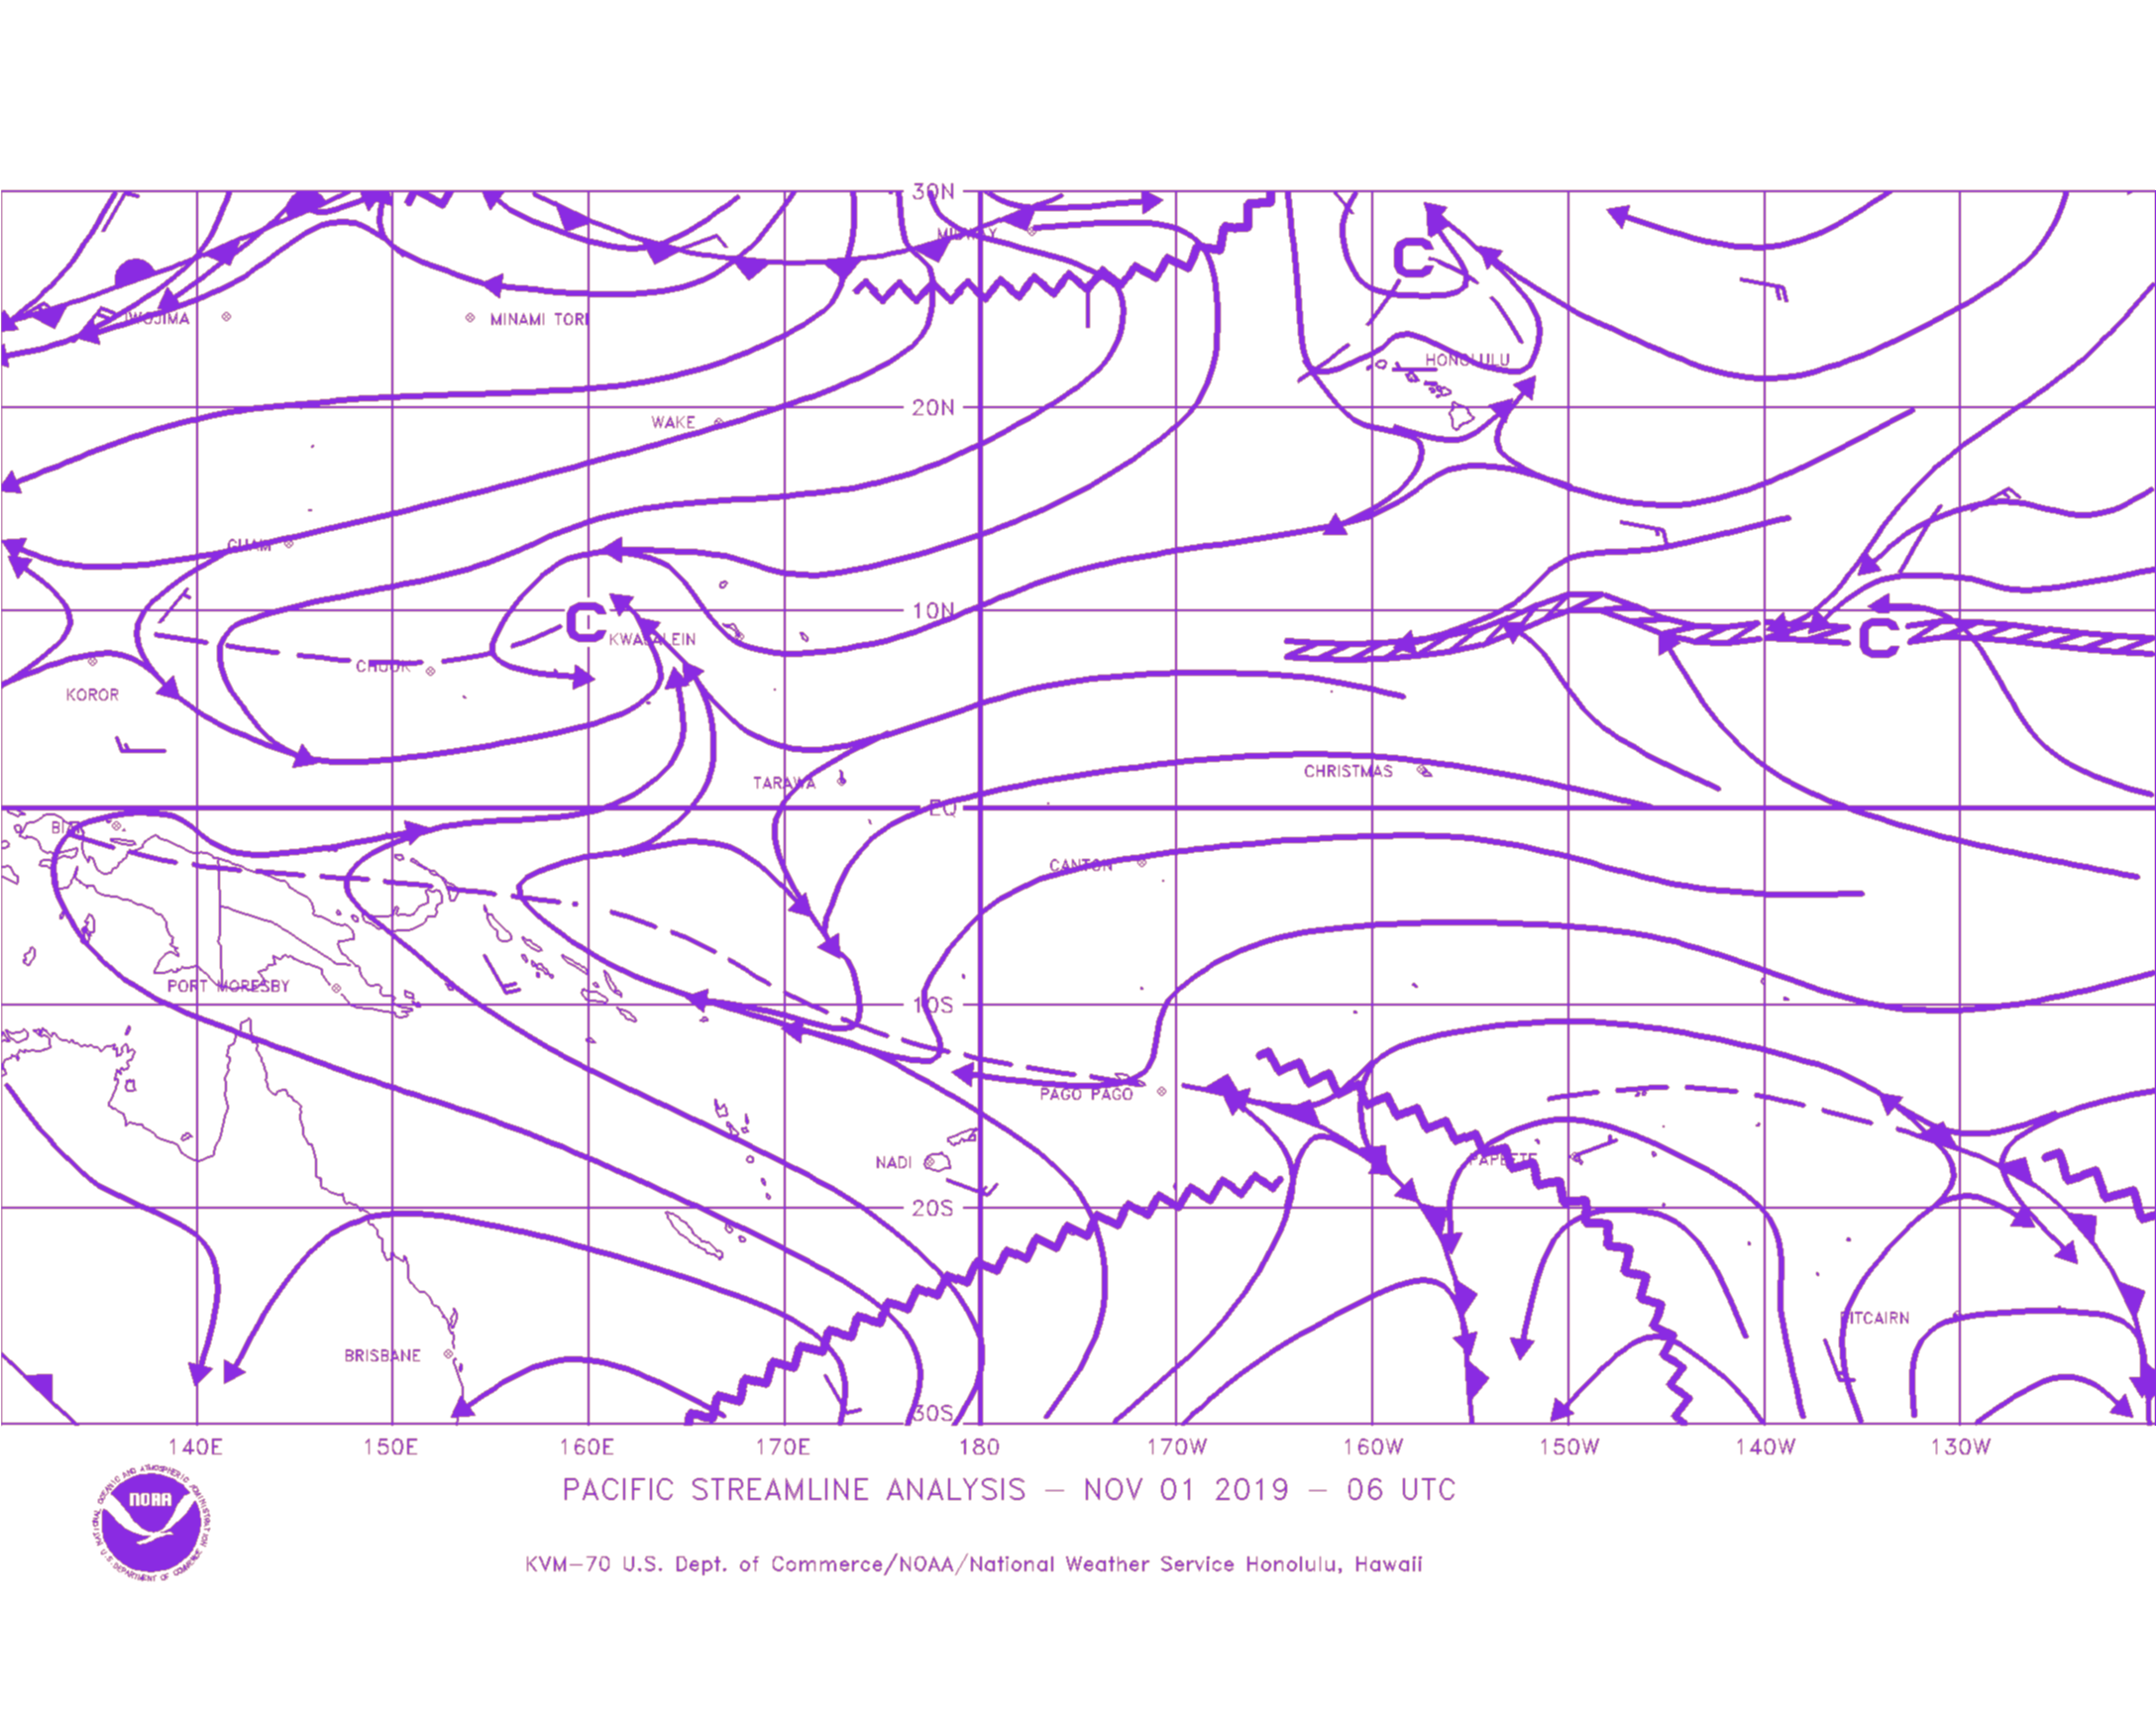 30N
MIDWAY
IWOJIMA
MINAMI TORI
C
HONOLULU
20N
WAKE
GUAM
10N
C
KWAJALEIN
C
CHUUK
KOROR
TARAWA
CHRISTMAS
EQ
BIAK
CANTON
PORT MORESBY
10S
PAGO PAGO
NADI
PAPEETE
20S
PITCAIRN
BRISBANE
30S
140E 150E 160E 170E 180 170W 160W 150W 140W 130W
PACIFIC STREAMLINE ANALYSIS – NOV 01 2019 – 06 UTC
NATIONAL OCEANIC AND ATMOSPHERIC ADMINISTRATION
NOAA
U.S. DEPARTMENT OF COMMERCE
KVM–70 U.S. Dept. of Commerce/NOAA/National Weather Service Honolulu, Hawaii